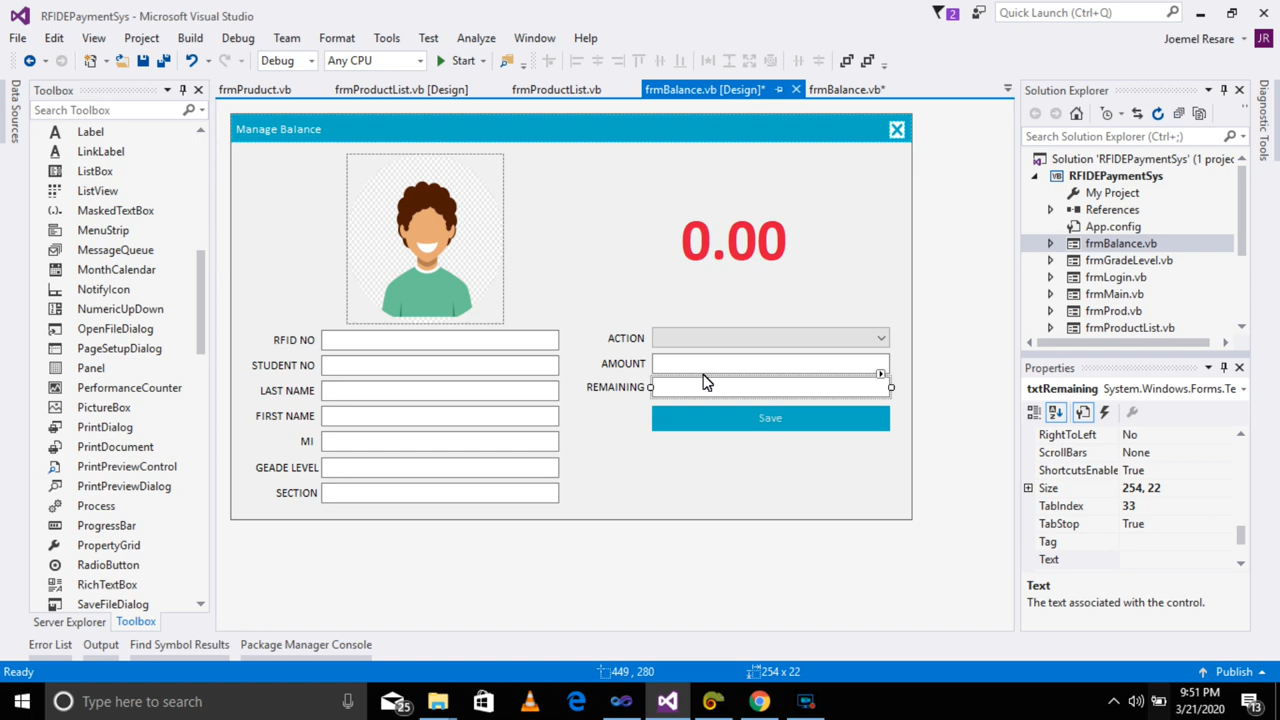 RFIDEPaymentSys - Microsoft Visual Studio
2
Quick Launch (Ctrl+Q)
File Edit View Project Build Debug Team Format Tools Test Analyze Window Help
Joemel Resare JR
Debug Any CPU Start
Data Sources
Toolbox
Search Toolbox
Label
LinkLabel
ListBox
ListView
MaskedTextBox
MenuStrip
MessageQueue
MonthCalendar
NotifyIcon
NumericUpDown
OpenFileDialog
PageSetupDialog
Panel
PerformanceCounter
PictureBox
PrintDialog
PrintDocument
PrintPreviewControl
PrintPreviewDialog
Process
ProgressBar
PropertyGrid
RadioButton
RichTextBox
SaveFileDialog
Server Explorer Toolbox
frmPruduct.vb frmProductList.vb [Design] frmProductList.vb frmBalance.vb [Design]* frmBalance.vb*
Manage Balance
0.00
RFID NO
STUDENT NO
LAST NAME
FIRST NAME
MI
GEADE LEVEL
SECTION
ACTION
AMOUNT
REMAINING
Save
Solution Explorer
Search Solution Explorer (Ctrl+;)
Solution 'RFIDEPaymentSys' (1 projec
VB RFIDEPaymentSys
My Project
References
App.config
frmBalance.vb
frmGradeLevel.vb
frmLogin.vb
frmMain.vb
frmProd.vb
frmProductList.vb
Properties
txtRemaining System.Windows.Forms.Te
RightToLeft No
ScrollBars None
ShortcutsEnable True
Size 254, 22
TabIndex 33
TabStop True
Tag
Text
Text
The text associated with the control.
Diagnostic Tools
Error List Output Find Symbol Results Package Manager Console
Ready 449 , 280 254 x 22 Publish
Type here to search
25
9:51 PM
3/21/2020
13